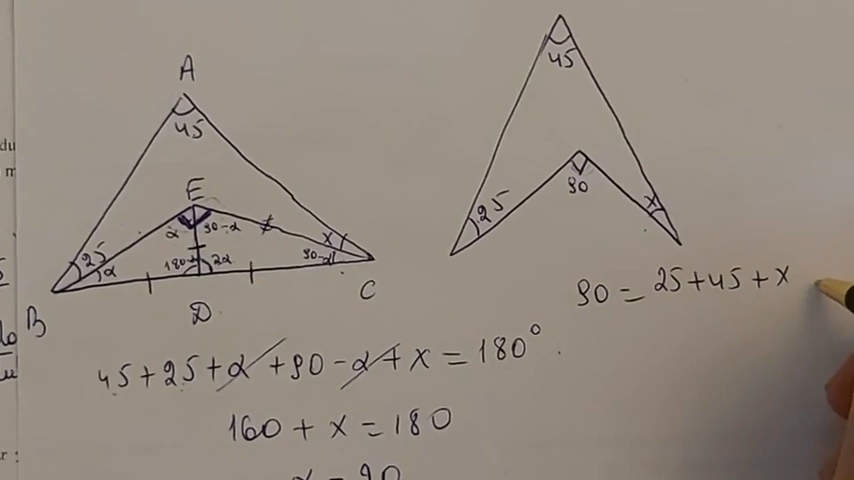 A
45
E
α 90-α
25
α
180-2α 2α
x
90-α
B
D
C
45
25
90
x
90 = 25+45+x
45+25+α+90-α+x=180°
160+x=180